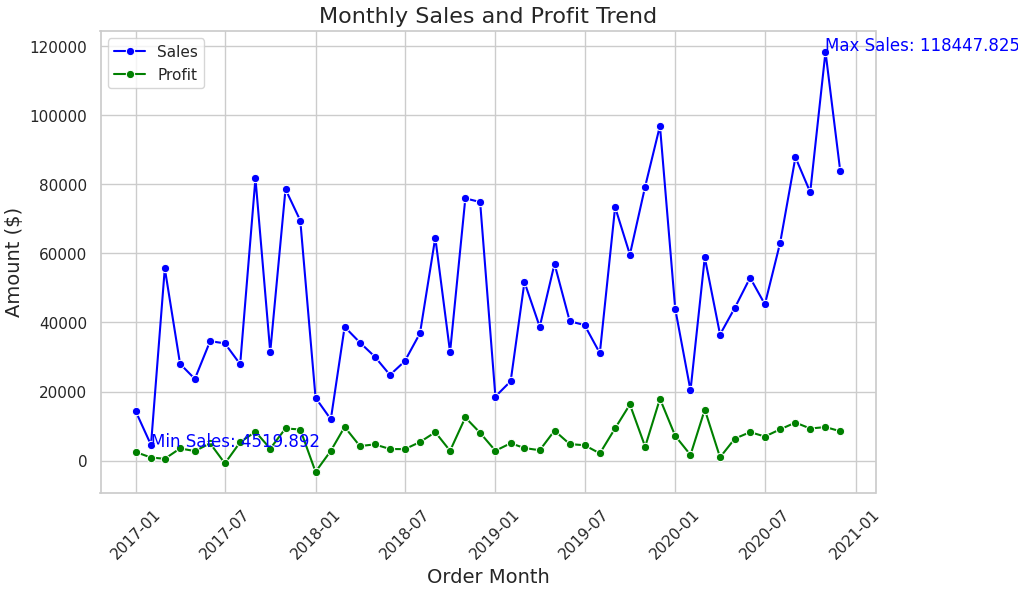 Monthly Sales and Profit Trend
Sales
Profit
Max Sales: 118447.825
Min Sales: 4519.892
Amount ($)
120000
100000
80000
60000
40000
20000
0
2017-01
2017-07
2018-01
2018-07
2019-01
2019-07
2020-01
2020-07
2021-01
Order Month